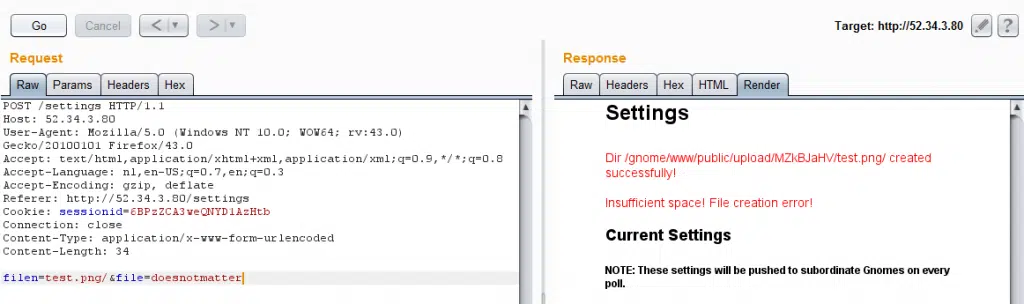 Go Cancel < > Target: http://52.34.3.80 ?
Request
Raw Params Headers Hex
POST /settings HTTP/1.1
Host: 52.34.3.80
User-Agent: Mozilla/5.0 (Windows NT 10.0; WOW64; rv:43.0)
Gecko/20100101 Firefox/43.0
Accept: text/html,application/xhtml+xml,application/xml;q=0.9,*/*;q=0.8
Accept-Language: nl,en-US;q=0.7,en;q=0.3
Accept-Encoding: gzip, deflate
Referer: http://52.34.3.80/settings
Cookie: sessionid=6BPzZCA3weQNYD1AzHtb
Connection: close
Content-Type: application/x-www-form-urlencoded
Content-Length: 34
filen=test.png/&file=doesnotmatter
Response
Raw Headers Hex HTML Render
Settings
Dir /gnome/www/public/upload/MZkBJaHV/test.png/ created
successfully!
Insufficient space! File creation error!
Current Settings
NOTE: These settings will be pushed to subordinate Gnomes on every
poll.